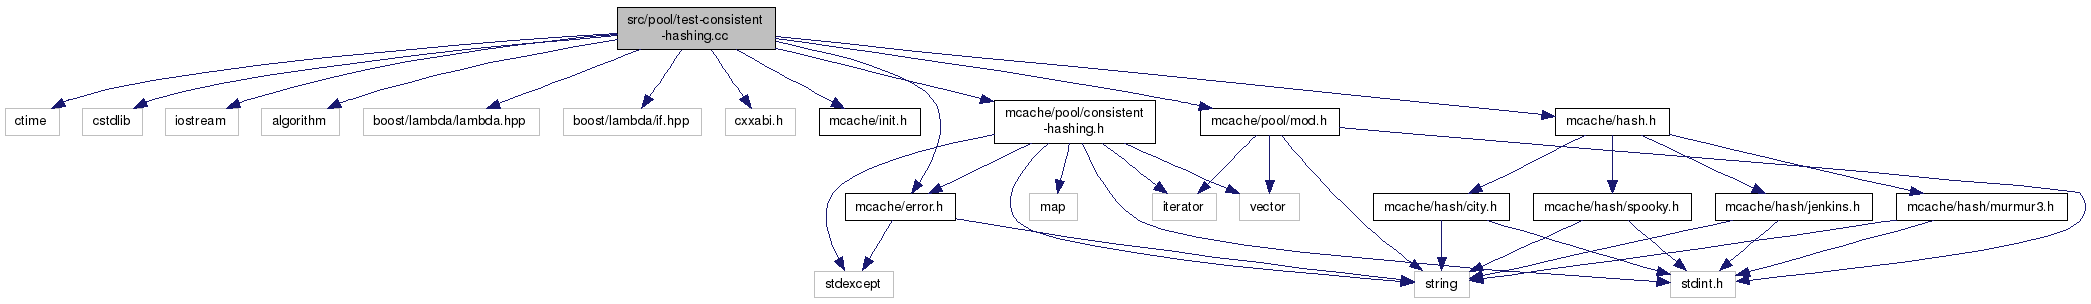 src/pool/test-consistent
-hashing.cc
ctime
cstdlib
iostream
algorithm
boost/lambda/lambda.hpp
boost/lambda/if.hpp
cxxabi.h
mcache/init.h
mcache/pool/consistent
-hashing.h
mcache/pool/mod.h
mcache/hash.h
mcache/error.h
map
iterator
vector
mcache/hash/city.h
mcache/hash/spooky.h
mcache/hash/jenkins.h
mcache/hash/murmur3.h
stdexcept
string
stdint.h